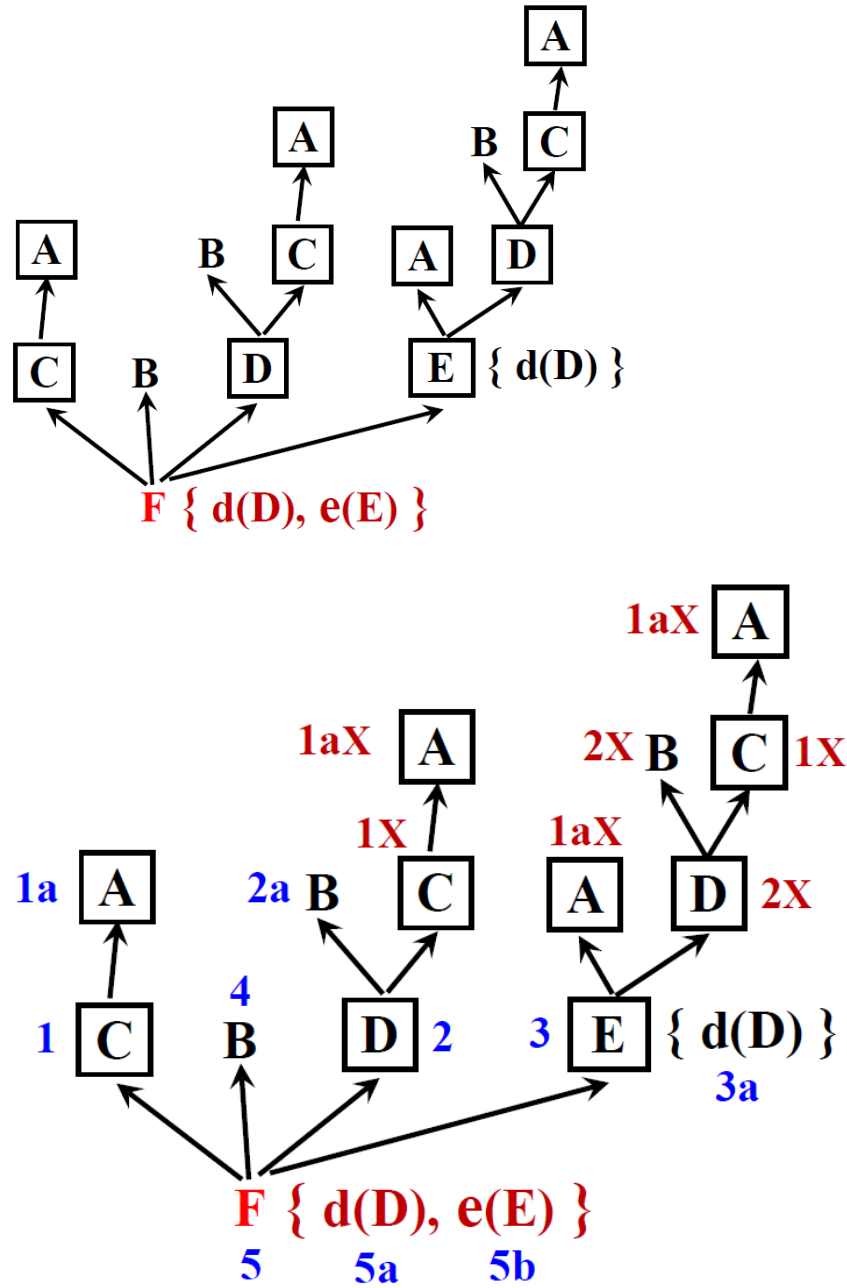 A
A
B C
A
B C A D
C B D E { d(D) }
F { d(D), e(E) }
1aX A
1aX A 2X B C 1X
1X 1aX
1a A 2a B C A D 2X
4
1 C B D 2 3 E { d(D) }
3a
F { d(D), e(E) }
5 5a 5b